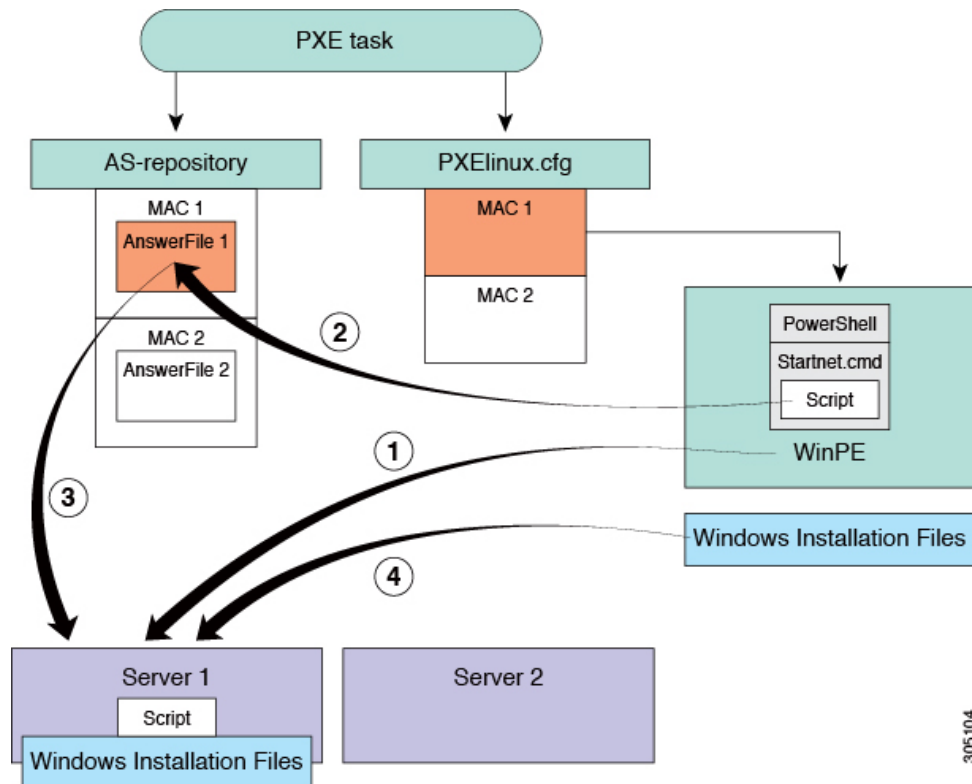 PXE task
AS-repository
PXElinux.cfg
MAC 1
AnswerFile 1
MAC 2
AnswerFile 2
MAC 1
MAC 2
PowerShell
Startnet.cmd
Script
WinPE
Windows Installation Files
2
1
3
4
Server 1
Script
Windows Installation Files
Server 2
305104